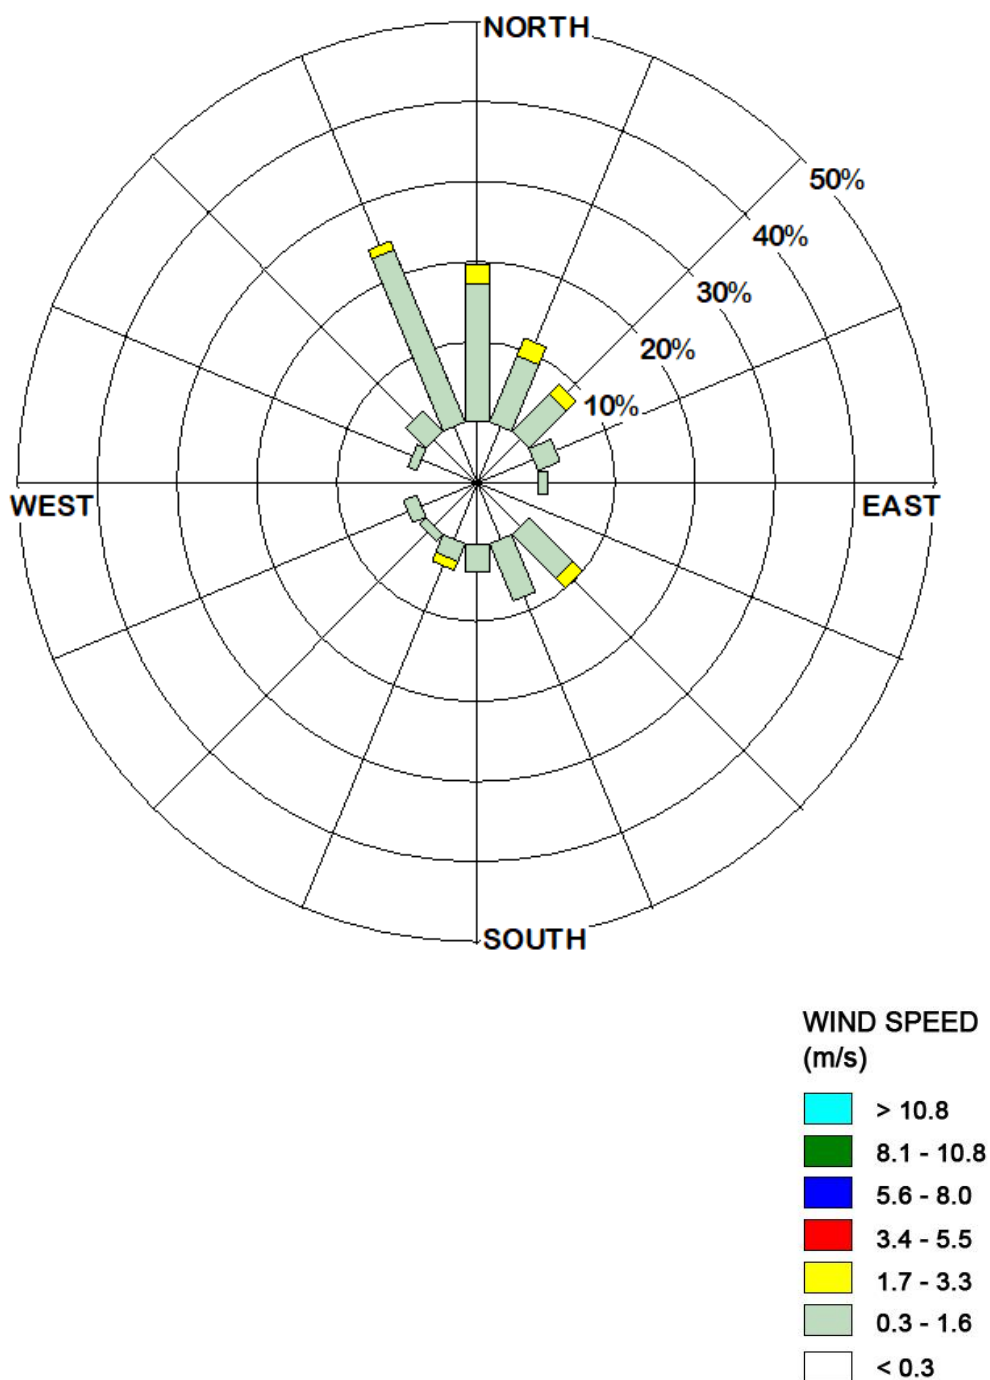 NORTH
50%
40%
30%
20%
10%
WEST
EAST
SOUTH
WIND SPEED
(m/s)
> 10.8
8.1 - 10.8
5.6 - 8.0
3.4 - 5.5
1.7 - 3.3
0.3 - 1.6
< 0.3